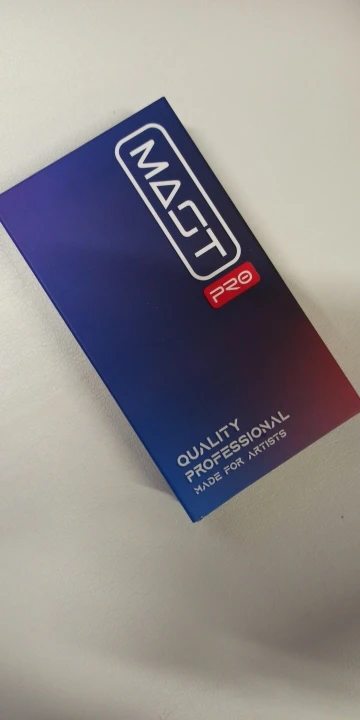 MAST
PRO
QUALITY
PROFESSIONAL
MADE FOR ARTISTS